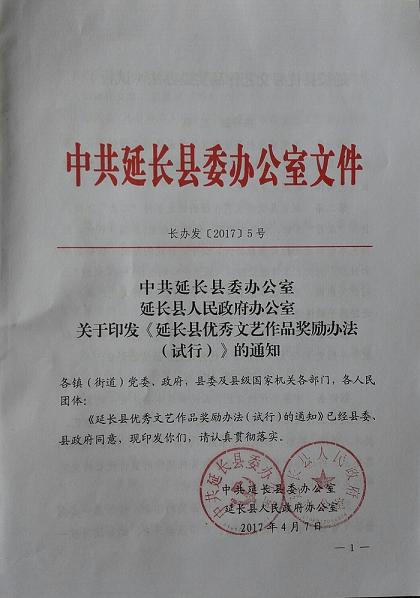 中共延长县委办公室文件
长办发〔2017〕5号
中共延长县委办公室
延长县人民政府办公室
关于印发《延长县优秀文艺作品奖励办法
（试行）》的通知
各镇（街道）党委、政府，县委及县级国家机关各部门，各人民
团体：
《延长县优秀文艺作品奖励办法（试行）的通知》已经县委、
县政府同意，现印发你们，请认真贯彻落实。
中共延长县委办公室
延长县人民政府办公室
2017年4月7日
—1—